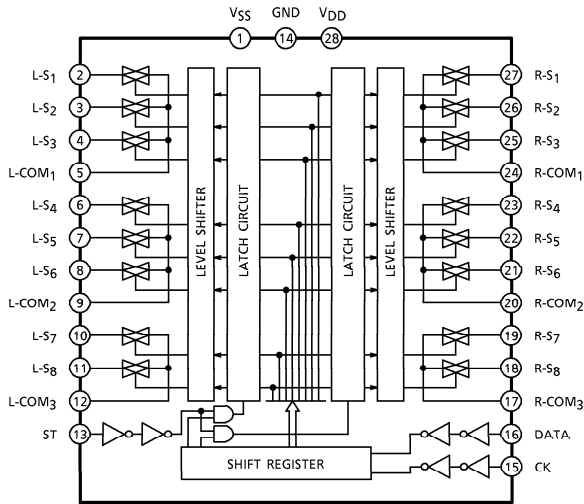 VSS GND VDD
1 14 28
L-S1 2 27 R-S1
L-S2 3 26 R-S2
L-S3 4 25 R-S3
L-COM1 5 24 R-COM1
L-S4 6 23 R-S4
L-S5 7 22 R-S5
L-S6 8 21 R-S6
L-COM2 9 20 R-COM2
L-S7 10 19 R-S7
L-S8 11 18 R-S8
L-COM3 12 17 R-COM3
ST 13 16 DATA
15 CK
LEVEL SHIFTER
LATCH CIRCUIT
LATCH CIRCUIT
LEVEL SHIFTER
SHIFT REGISTER